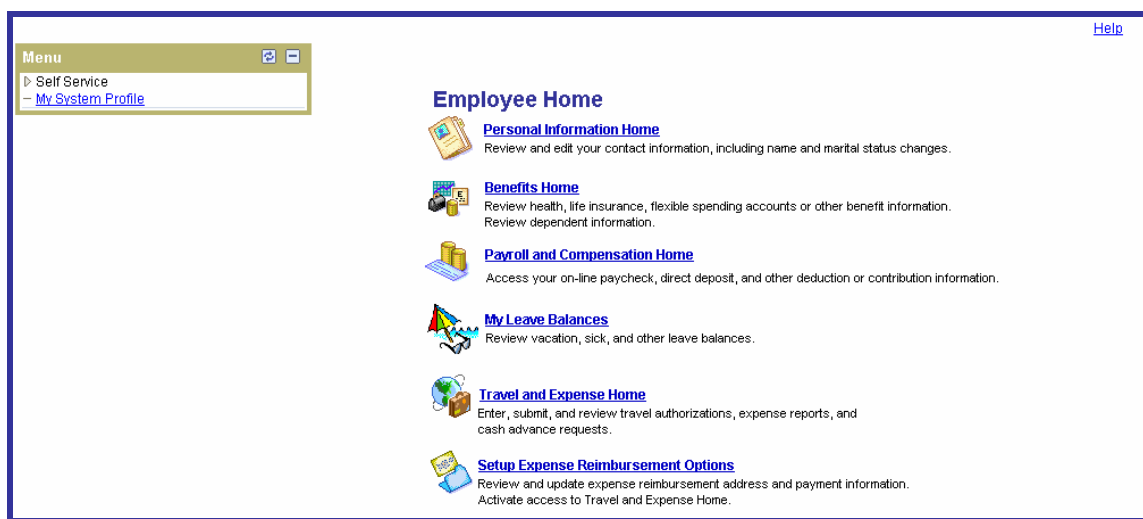 Help
Menu
Self Service
My System Profile
Employee Home
Personal Information Home
Review and edit your contact information, including name and marital status changes.
Benefits Home
Review health, life insurance, flexible spending accounts or other benefit information.
Review dependent information.
Payroll and Compensation Home
Access your on-line paycheck, direct deposit, and other deduction or contribution information.
My Leave Balances
Review vacation, sick, and other leave balances.
Travel and Expense Home
Enter, submit, and review travel authorizations, expense reports, and
cash advance requests.
Setup Expense Reimbursement Options
Review and update expense reimbursement address and payment information.
Activate access to Travel and Expense Home.